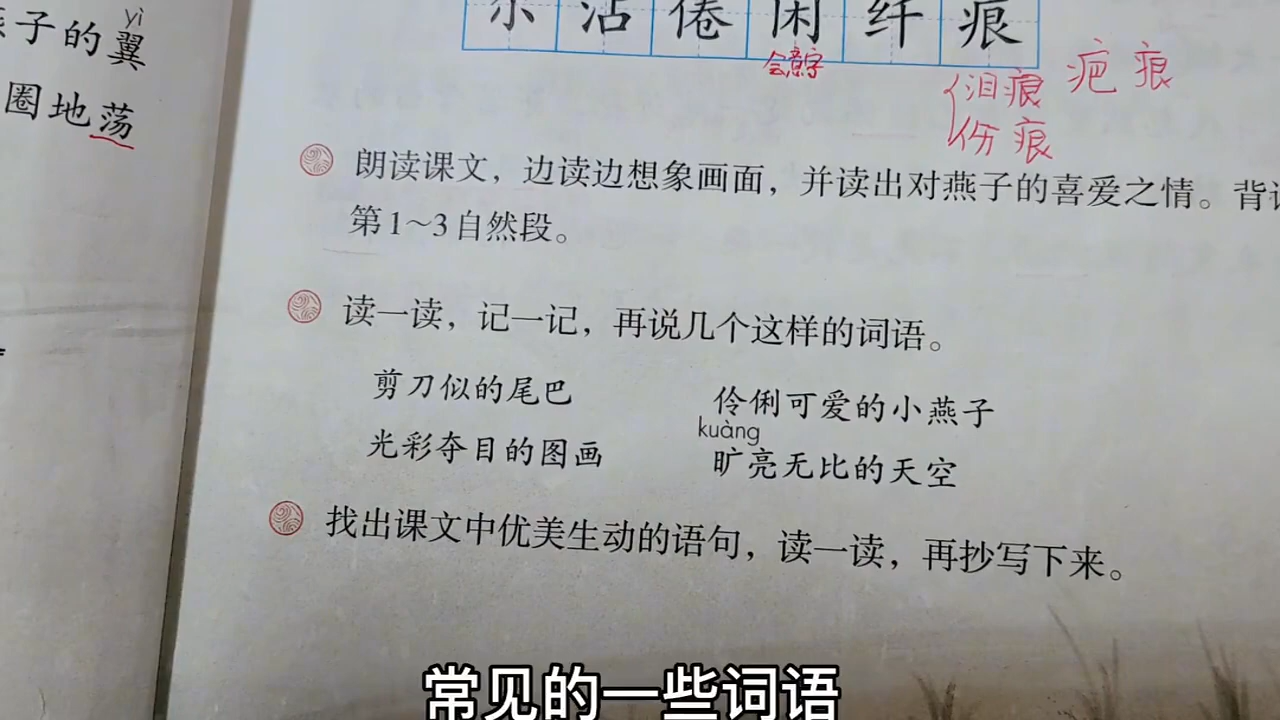 yì
子的翼
圈地荡
沾倦闲纤痕
会意字
泪痕 疤痕
伤痕
朗读课文，边读边想象画面，并读出对燕子的喜爱之情。背
第1～3自然段。
读一读，记一记，再说几个这样的词语。
剪刀似的尾巴 伶俐可爱的小燕子
kuàng
光彩夺目的图画 旷亮无比的天空
找出课文中优美生动的语句，读一读，再抄写下来。
常见的一些词语